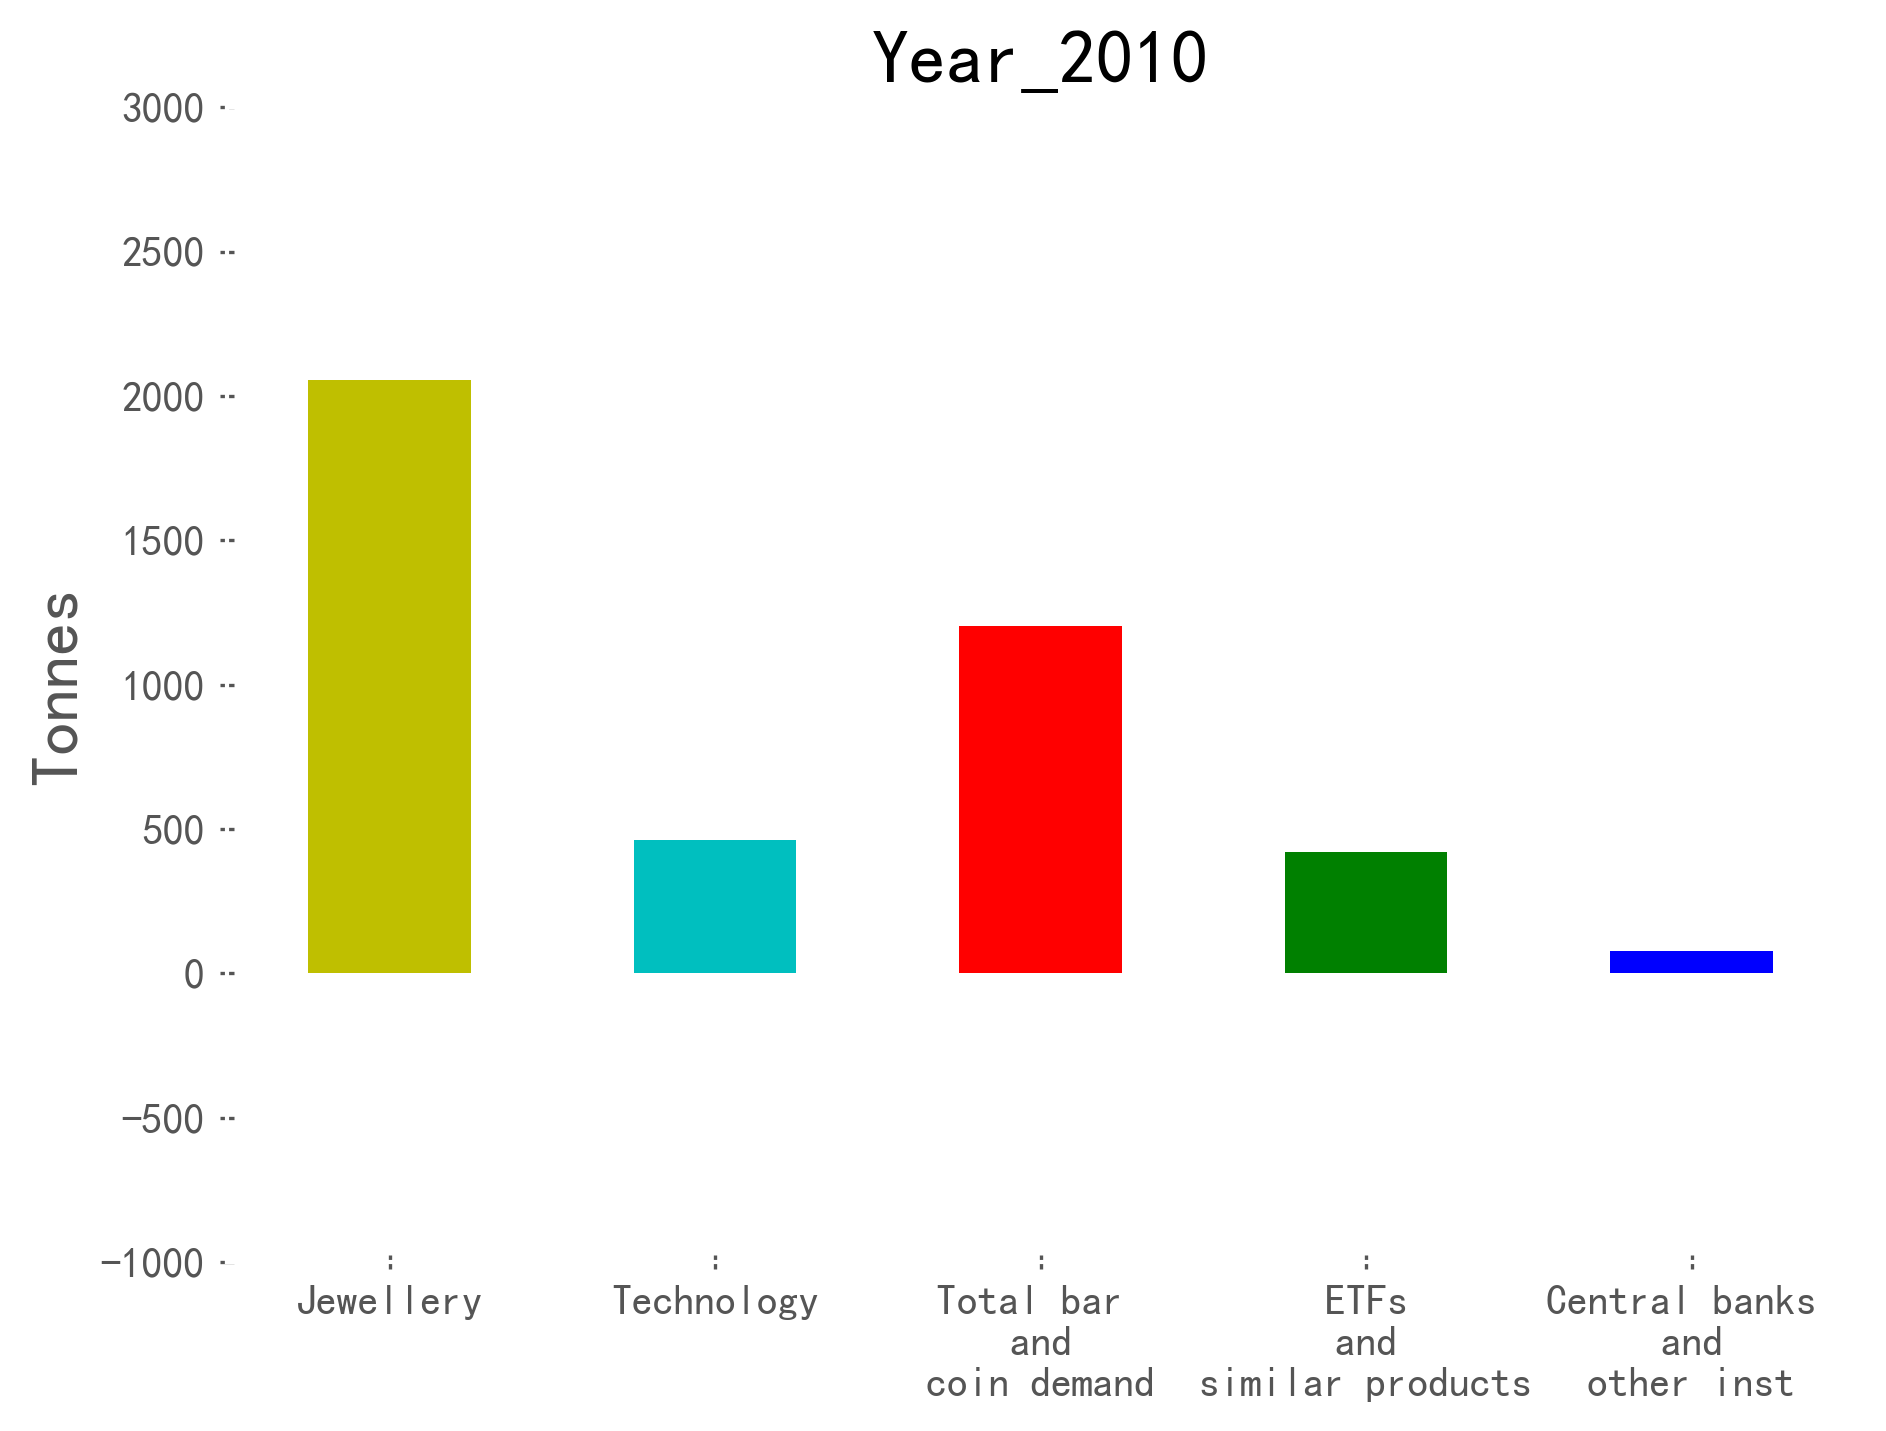 Year_2010
Tonnes
3000
2500
2000
1500
1000
500
0
−500
−1000
Jewellery
Technology
Total bar
and
coin demand
ETFs
and
similar products
Central banks
and
other inst